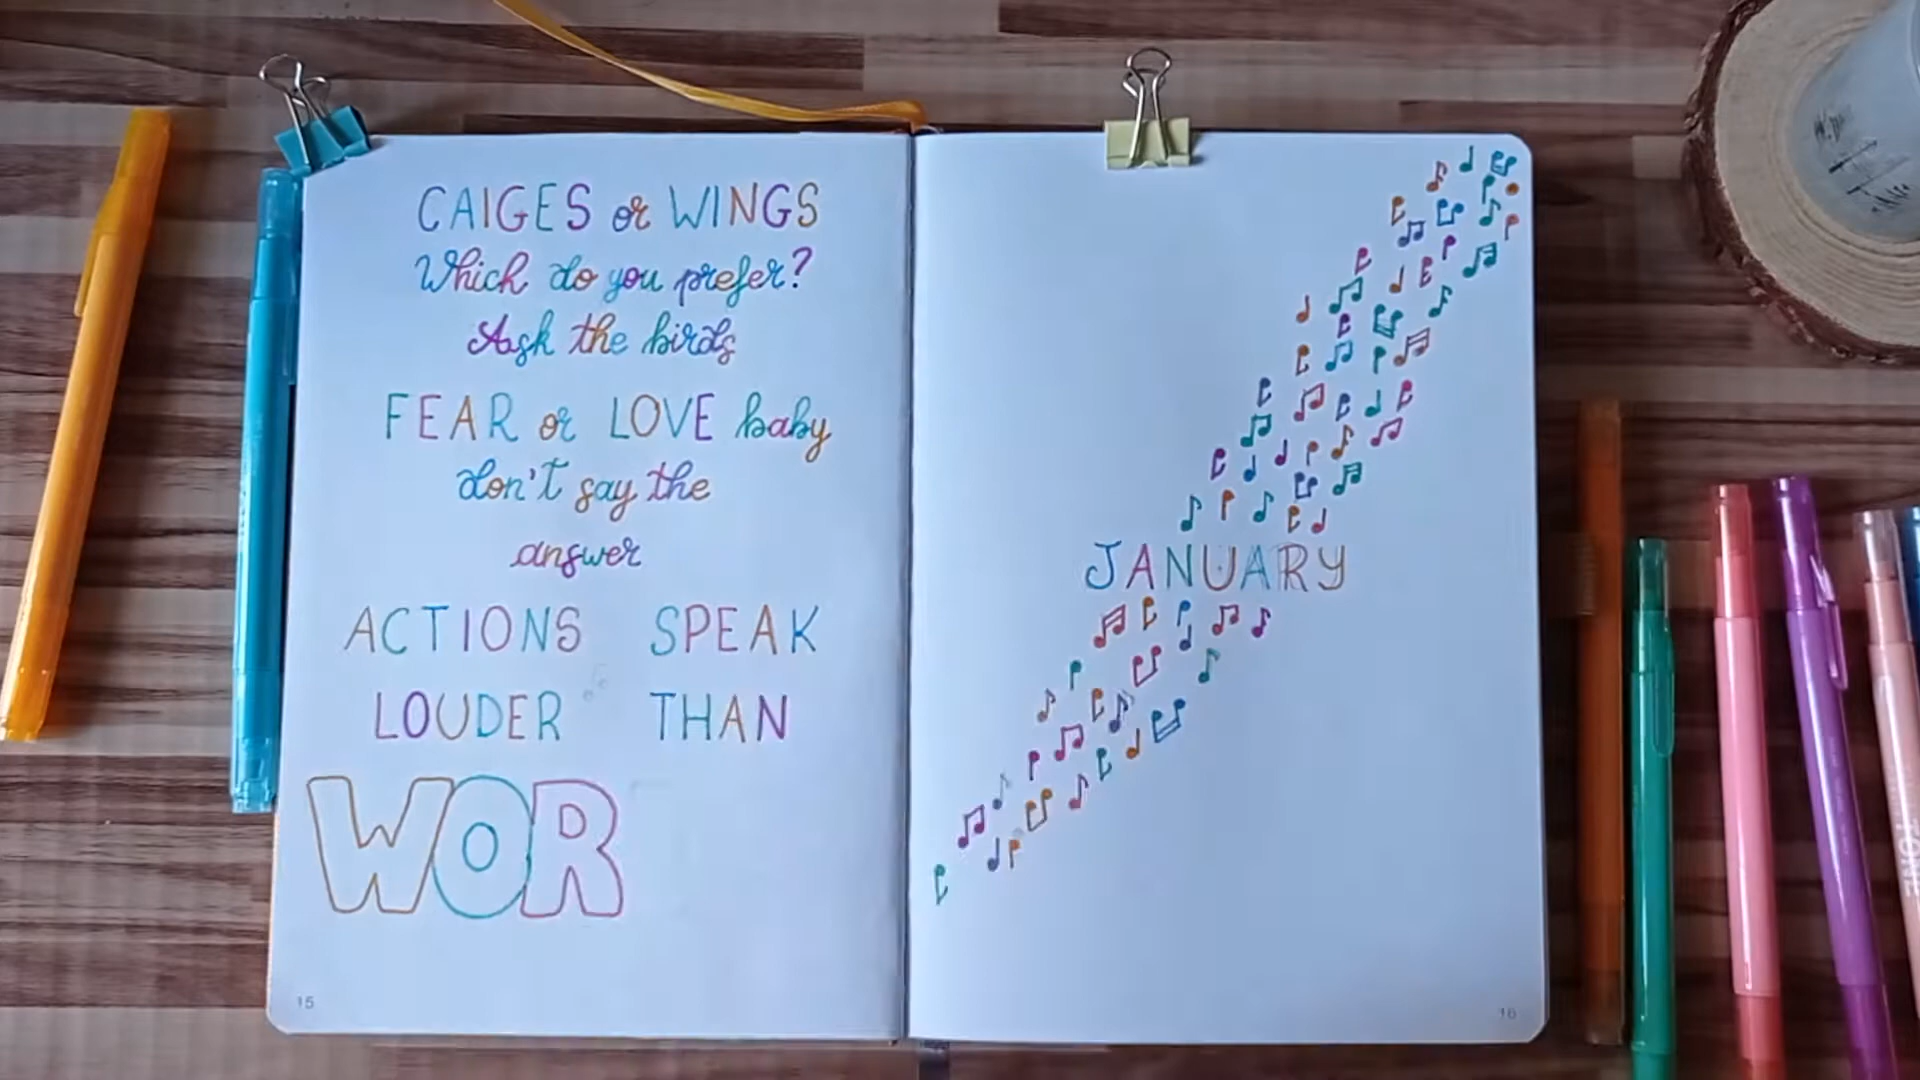 CAIGES or WINGS
Which do you prefer?
Ask the birds
FEAR or LOVE baby
don't say the
answer
ACTIONS SPEAK
LOUDER THAN
WOR
15
JANUARY
16